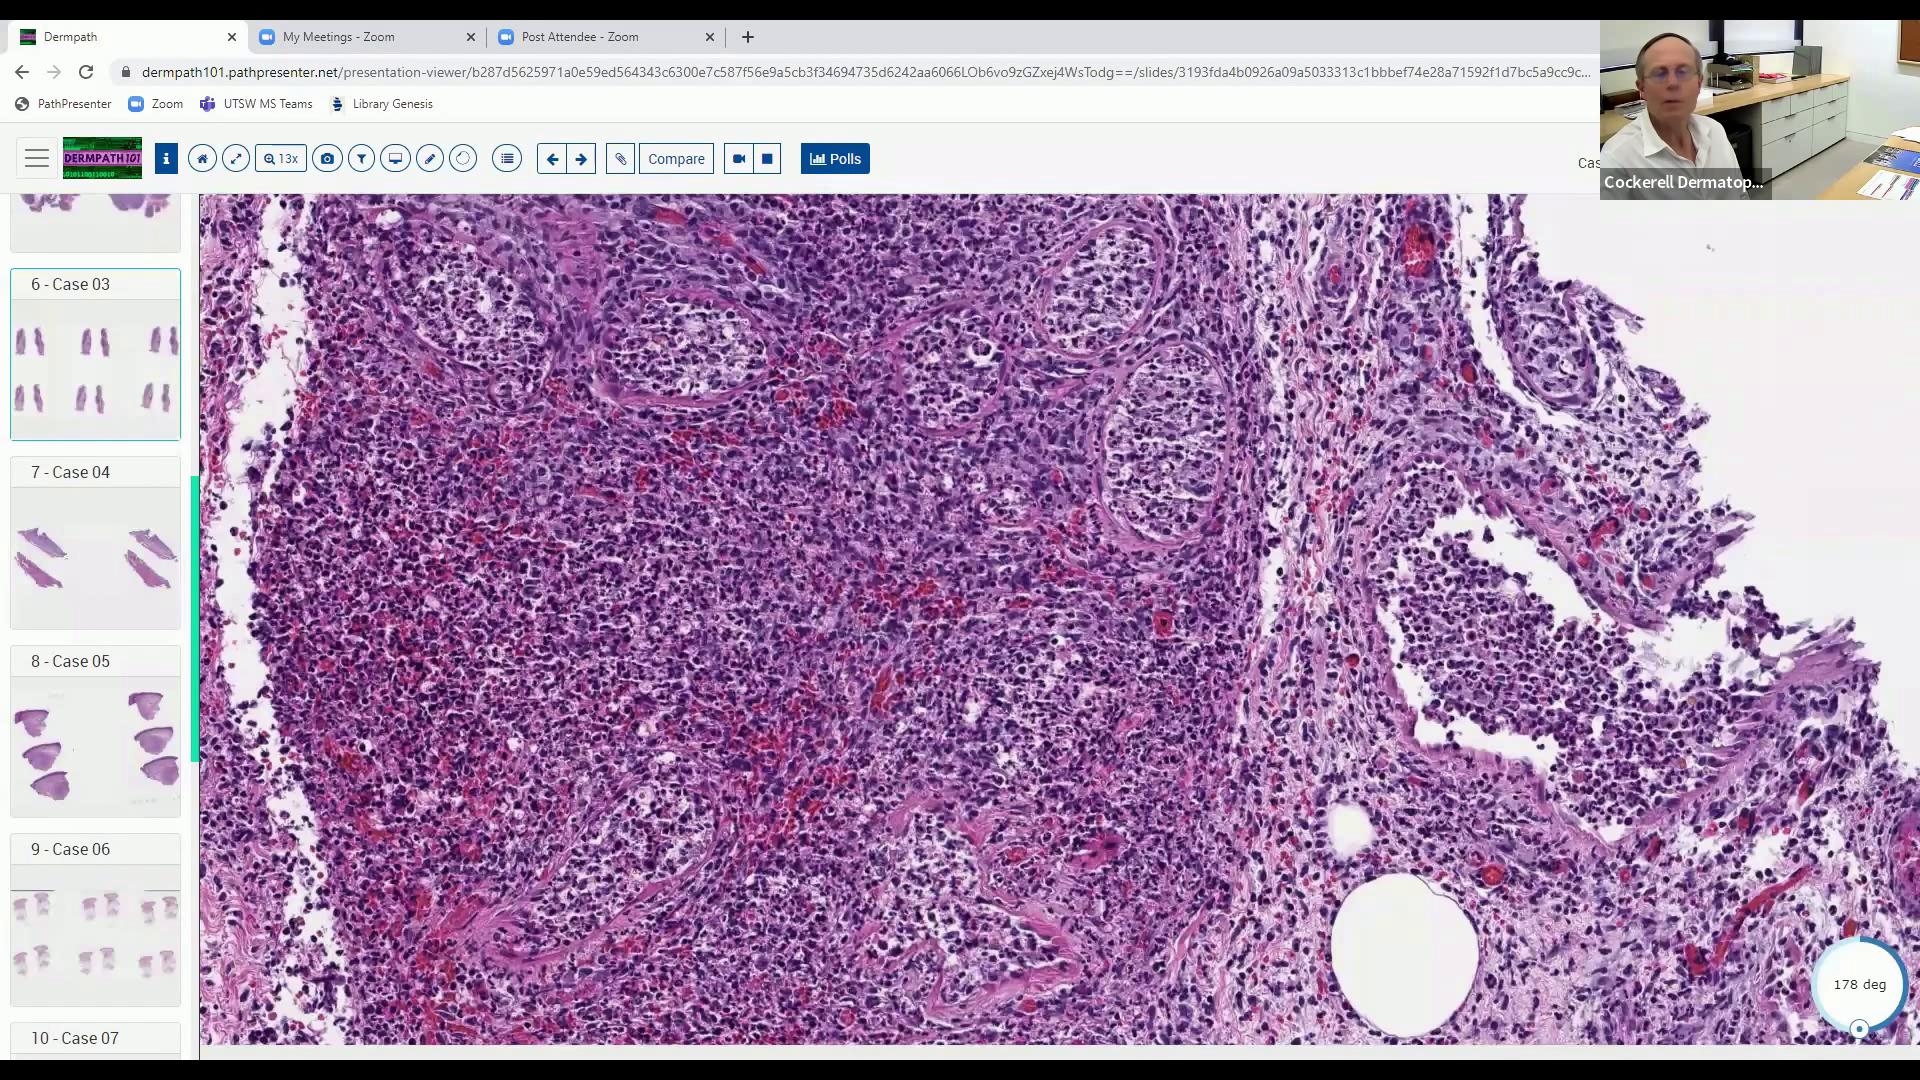 Dermpath
My Meetings - Zoom
Post Attendee - Zoom
dermpath101.pathpresenter.net/presentation-viewer/b287d5625971a0e59ed564343c6300e7c587f56e9a5cb3f34694735d6242aa6066LOb6vo9zGZxej4WsTodg==/slides/3193fda4b0926a09a5033313c1bbbef74e28a71592f1d7bc5a9cc9c...
PathPresenter
Zoom
UTSW MS Teams
Library Genesis
DERMPATH 101
13x
Compare
Polls
Cas
Cockerell Dermatop...
6 - Case 03
7 - Case 04
8 - Case 05
9 - Case 06
10 - Case 07
178 deg